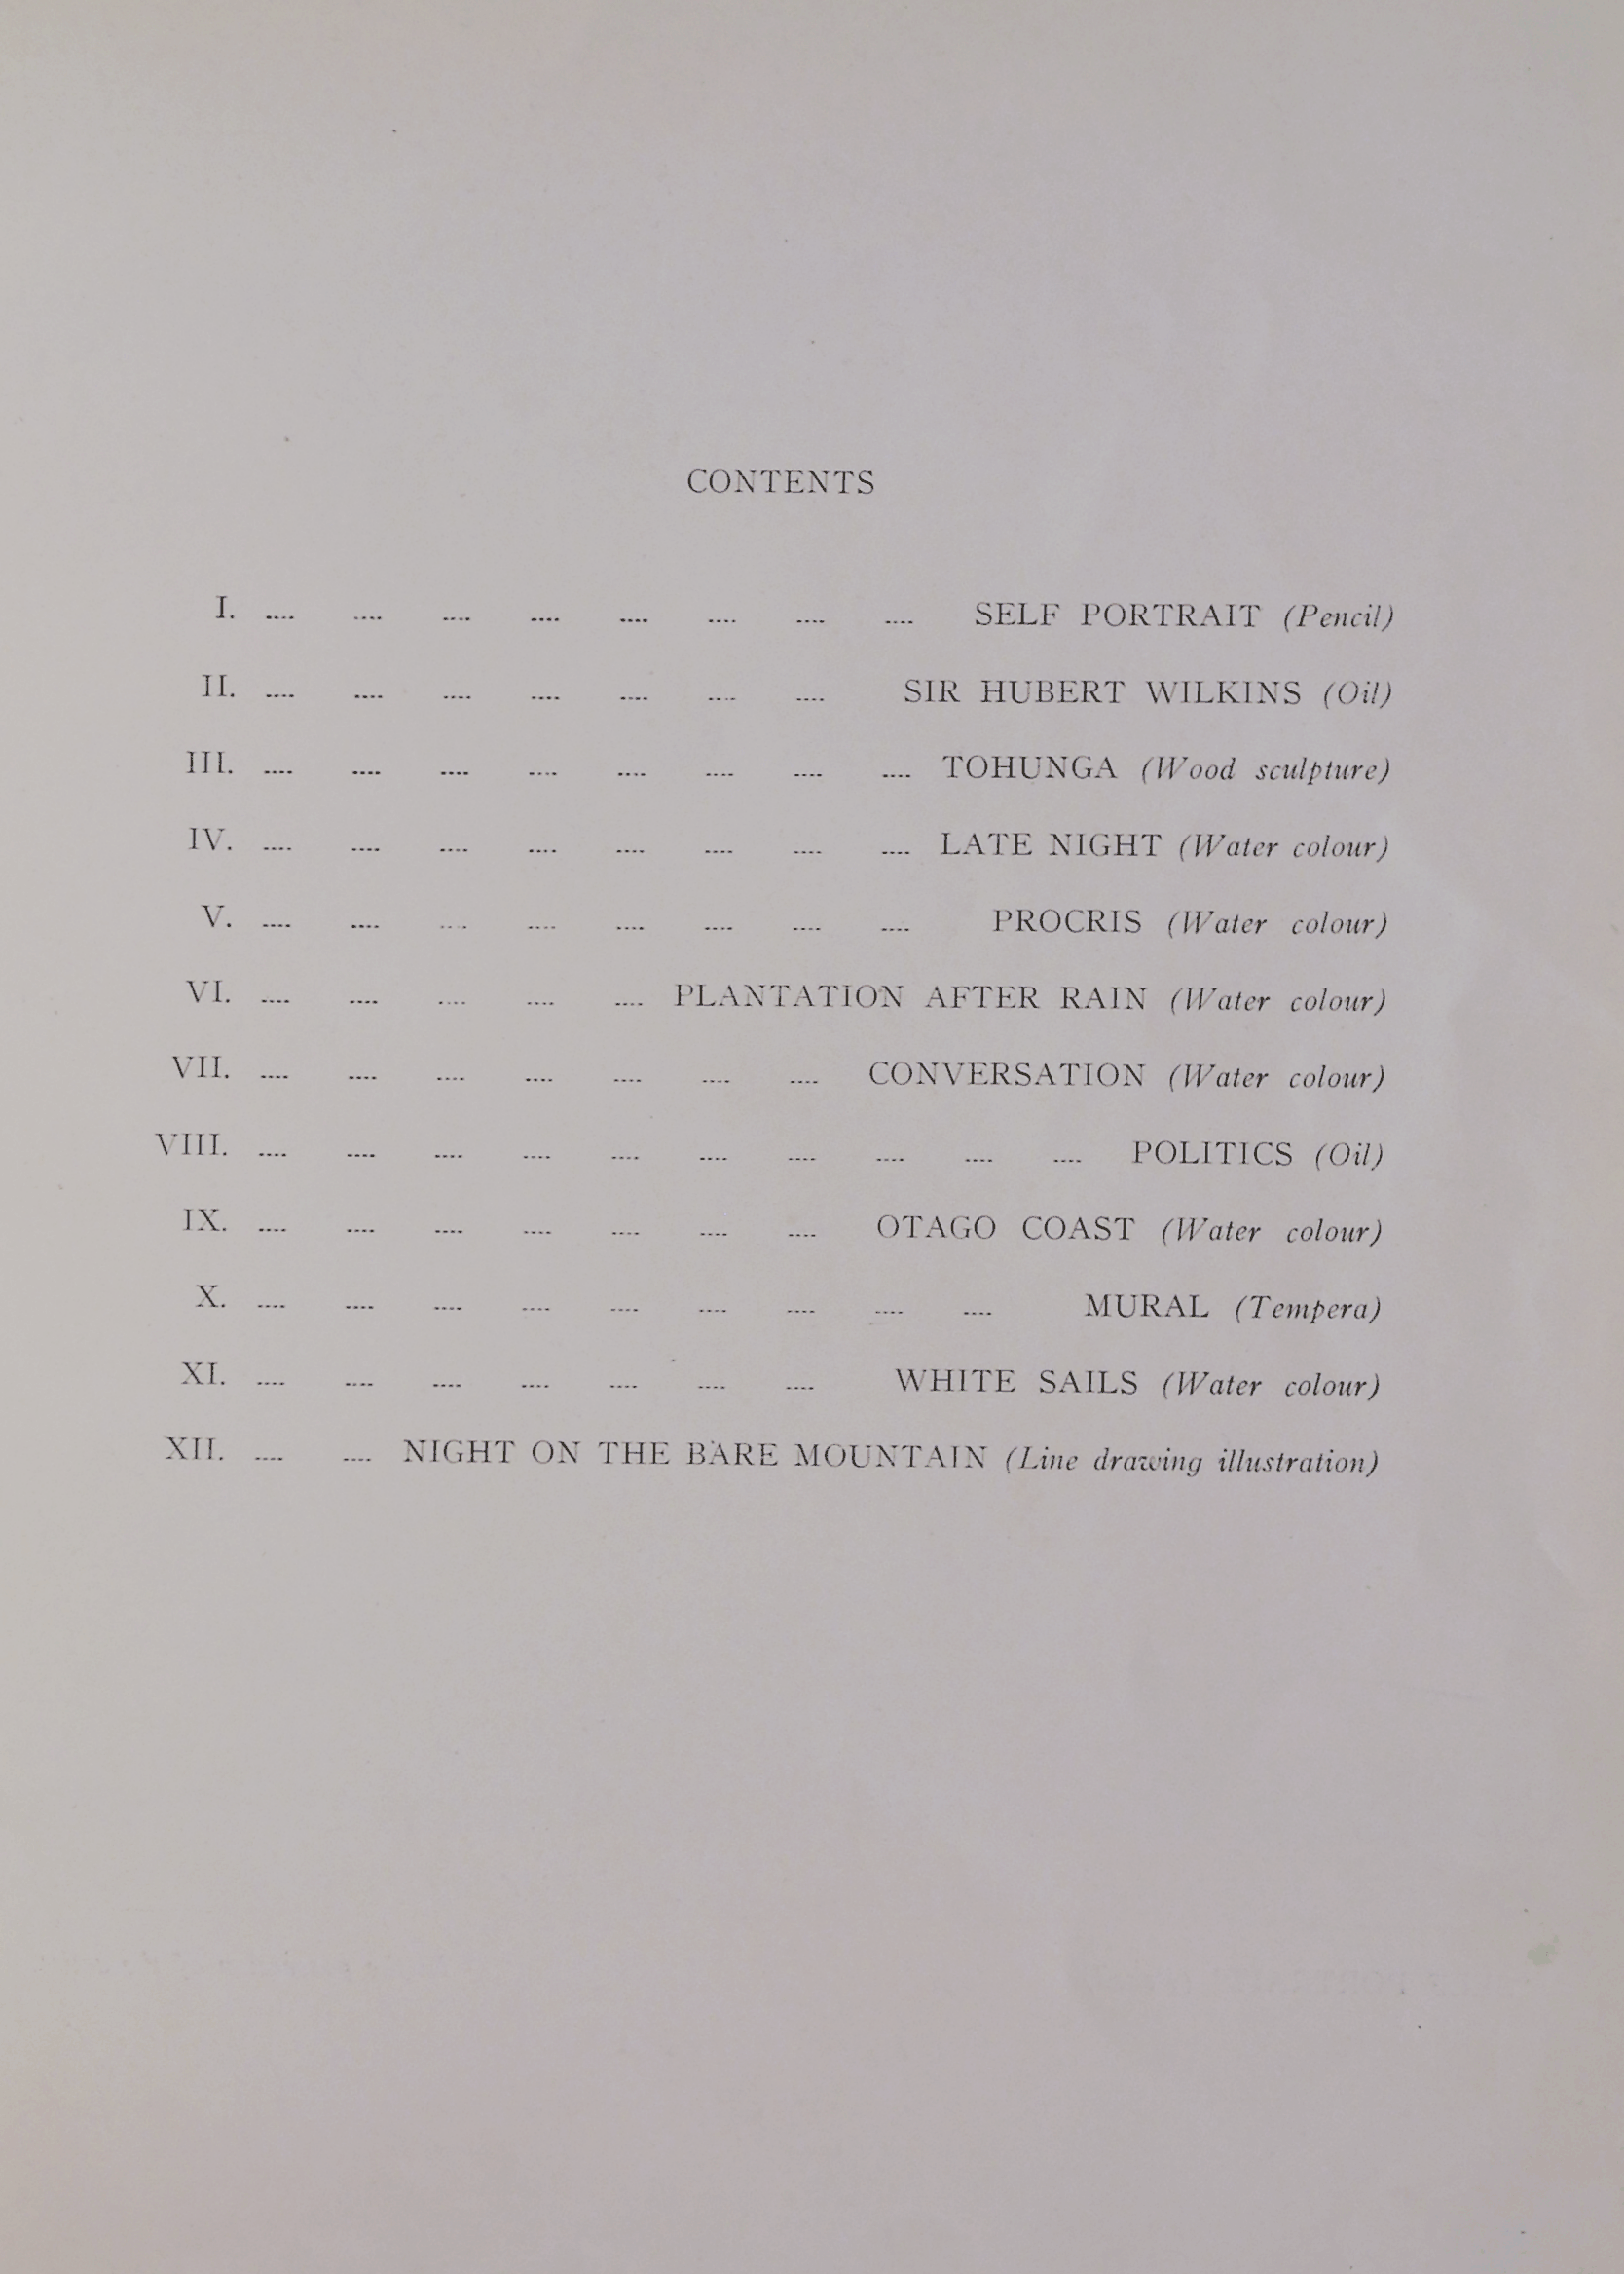 CONTENTS
I. .... .... .... .... .... .... .... .... SELF PORTRAIT (Pencil)
II. .... .... .... .... .... .... .... SIR HUBERT WILKINS (Oil)
III. .... .... .... .... .... .... .... .... TOHUNGA (Wood sculpture)
IV. .... .... .... .... .... .... .... .... LATE NIGHT (Water colour)
V. .... .... .... .... .... .... .... .... PROCRIS (Water colour)
VI. .... .... .... .... .... PLANTATION AFTER RAIN (Water colour)
VII. .... .... .... .... .... .... .... CONVERSATION (Water colour)
VIII. .... .... .... .... .... .... .... .... .... .... POLITICS (Oil)
IX. .... .... .... .... .... .... .... OTAGO COAST (Water colour)
X. .... .... .... .... .... .... .... .... .... MURAL (Tempera)
XI. .... .... .... .... .... .... .... WHITE SAILS (Water colour)
XII. .... .... NIGHT ON THE BARE MOUNTAIN (Line drawing illustration)